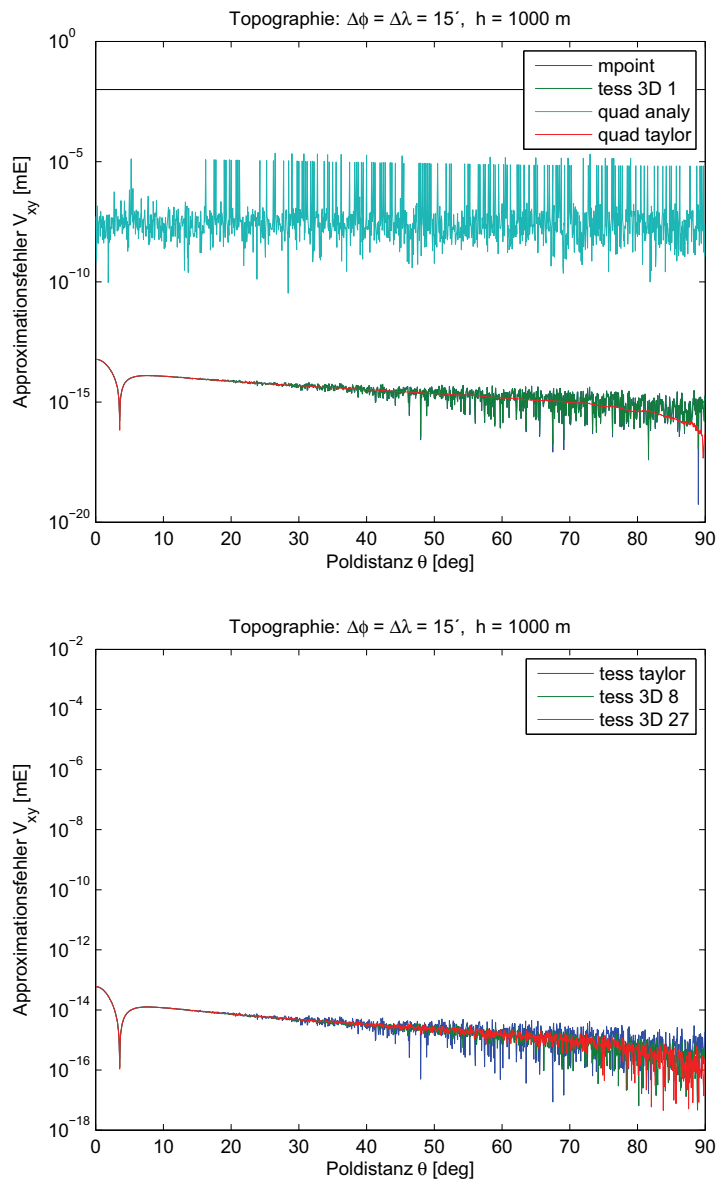 Topographie: Δϕ = Δλ = 15´, h = 1000 m
10^0
10^−5
10^−10
10^−15
10^−20
Approximationsfehler V_xy [mE]
mpoint
tess 3D 1
quad analy
quad taylor
0 10 20 30 40 50 60 70 80 90
Poldistanz θ [deg]
Topographie: Δϕ = Δλ = 15´, h = 1000 m
10^−2
10^−4
10^−6
10^−8
10^−10
10^−12
10^−14
10^−16
10^−18
Approximationsfehler V_xy [mE]
tess taylor
tess 3D 8
tess 3D 27
0 10 20 30 40 50 60 70 80 90
Poldistanz θ [deg]